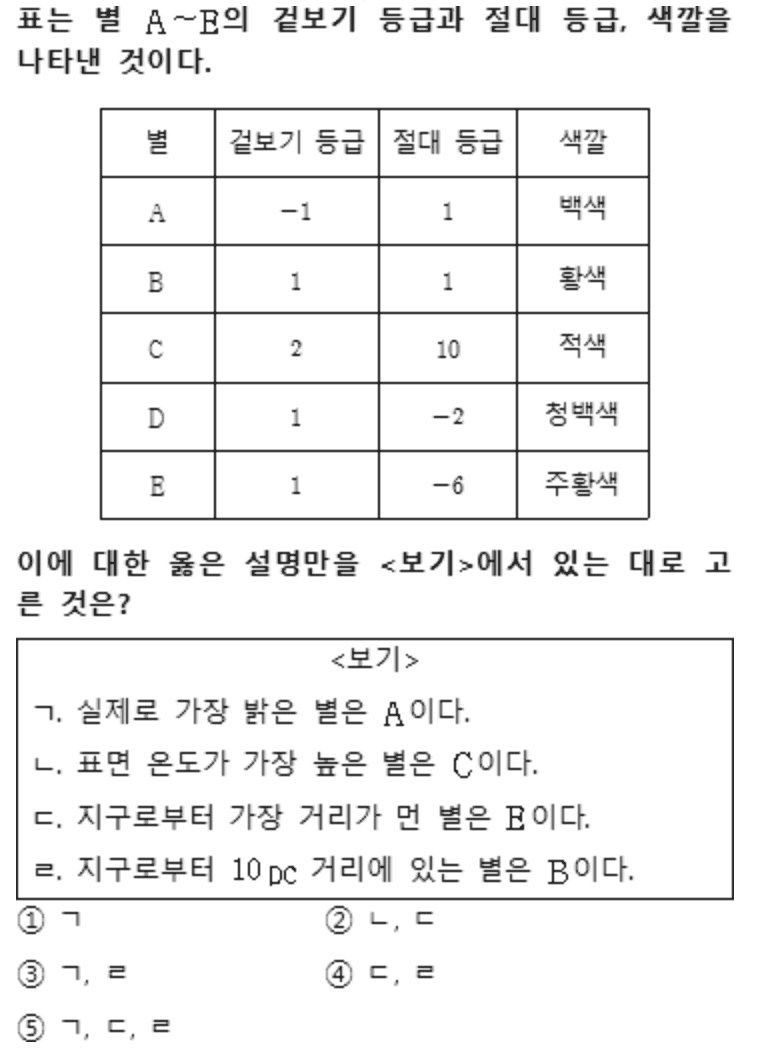 표는 별 A~E의 겉보기 등급과 절대 등급, 색깔을
나타낸 것이다.
별 겉보기 등급 절대 등급 색깔
A −1 1 백색
B 1 1 황색
C 2 10 적색
D 1 −2 청백색
E 1 −6 주황색
이에 대한 옳은 설명만을 <보기>에서 있는 대로 고
른 것은?
<보기>
ㄱ. 실제로 가장 밝은 별은 A이다.
ㄴ. 표면 온도가 가장 높은 별은 C이다.
ㄷ. 지구로부터 가장 거리가 먼 별은 E이다.
ㄹ. 지구로부터 10pc 거리에 있는 별은 B이다.
① ㄱ ② ㄴ, ㄷ
③ ㄱ, ㄹ ④ ㄷ, ㄹ
⑤ ㄱ, ㄷ, ㄹ